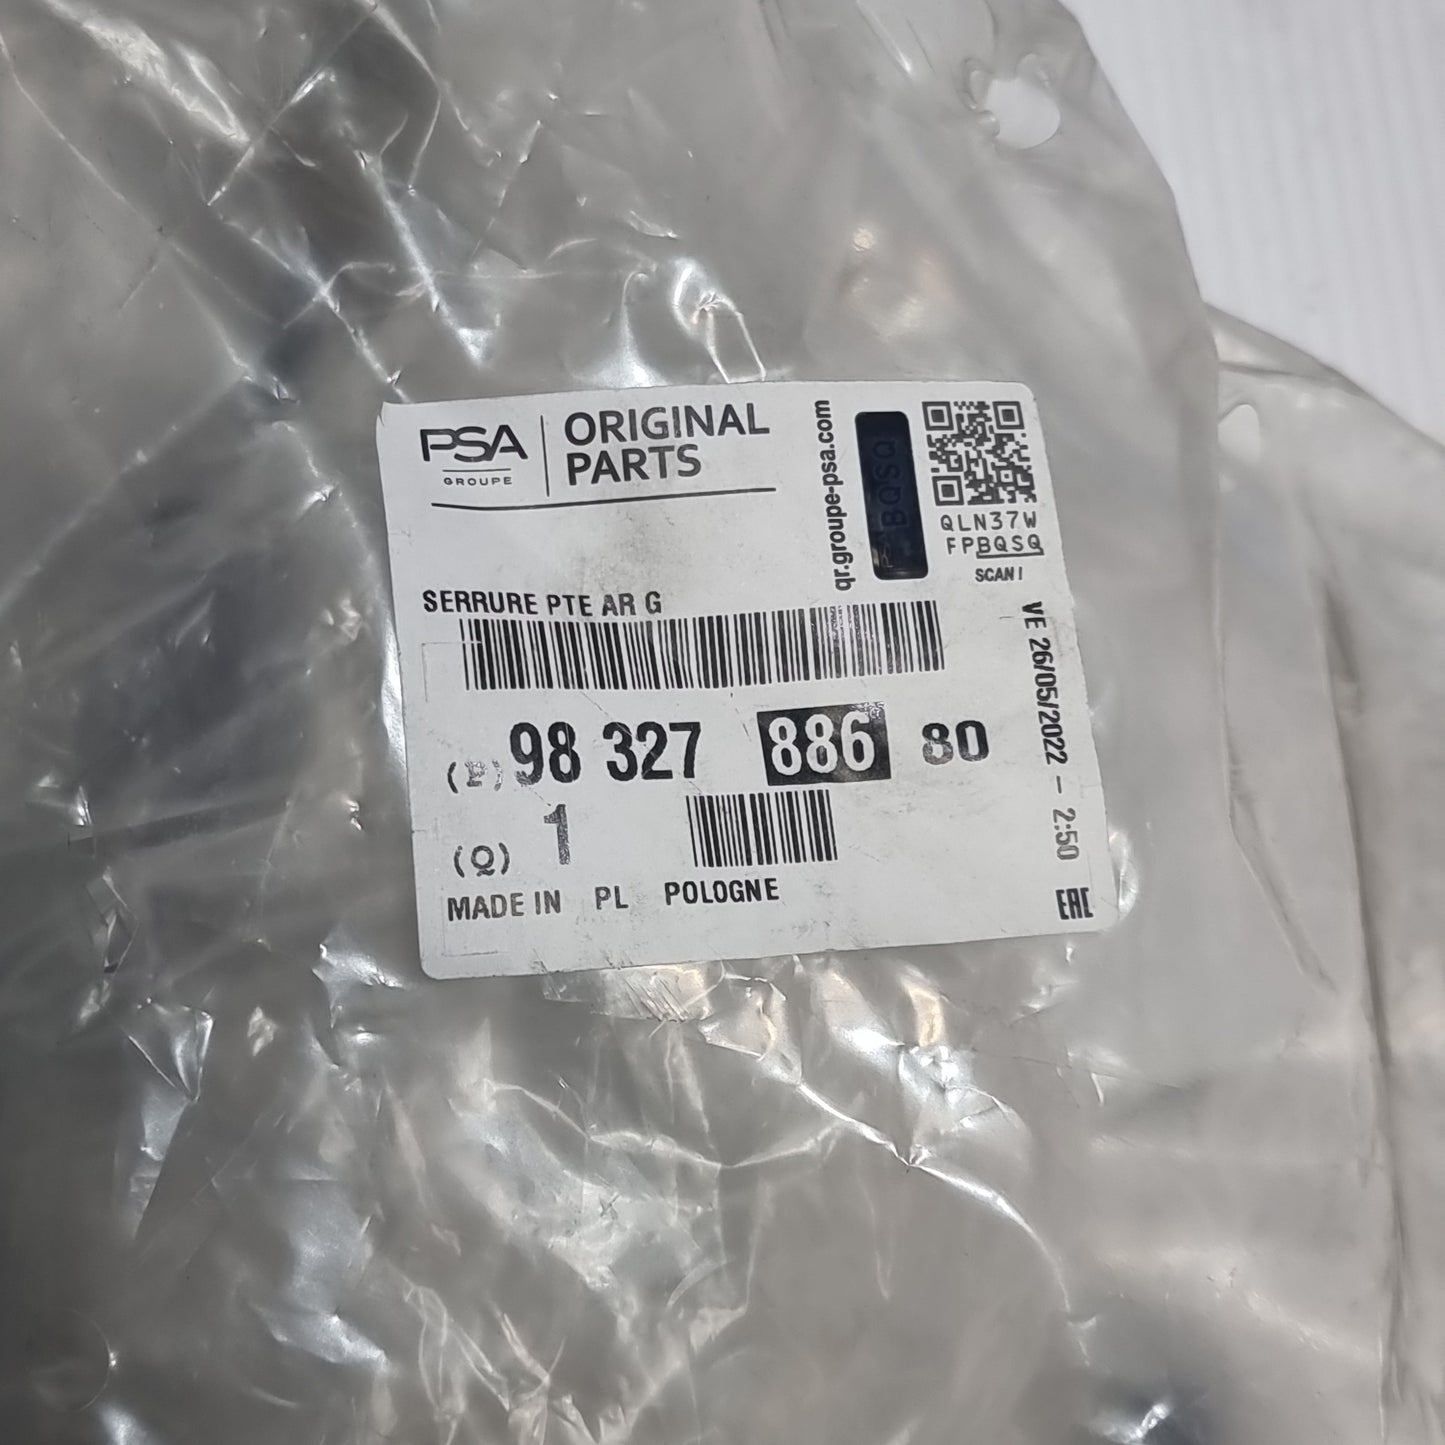 PSA
GROUPE
ORIGINAL
PARTS
qr.groupe-psa.com
BQSQ
QLN37W
FPBQSQ
SCAN!
SERRURE PTE AR G
VE 26/05/2022 - 2:50
(P) 98 327 886 80
(Q) 1
MADE IN PL POLOGNE
EAC